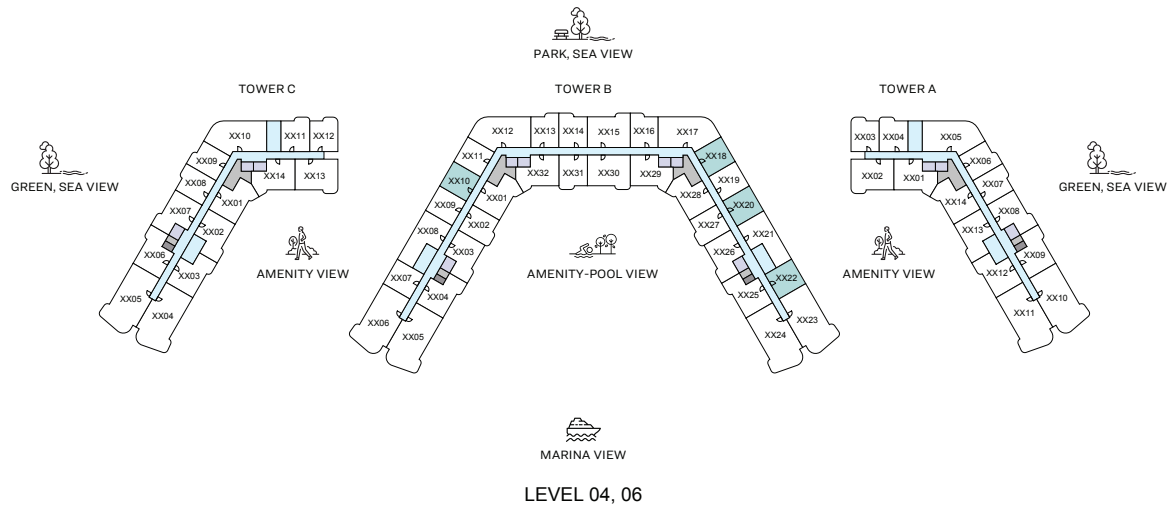 PARK, SEA VIEW
TOWER C
TOWER B
TOWER A
GREEN, SEA VIEW
XX10
XX11
XX12
XX09
XX14
XX13
XX08
XX01
XX07
XX02
XX06
XX03
XX05
XX04
AMENITY VIEW
XX12
XX13
XX14
XX15
XX16
XX17
XX11
XX32
XX31
XX30
XX29
XX18
XX10
XX01
XX28
XX19
XX09
XX02
XX27
XX20
XX08
XX03
XX26
XX21
XX07
XX04
XX25
XX22
XX06
XX05
XX24
XX23
AMENITY-POOL VIEW
XX03
XX04
XX05
XX02
XX01
XX06
XX14
XX07
XX13
XX08
XX12
XX09
XX11
XX10
AMENITY VIEW
GREEN, SEA VIEW
MARINA VIEW
LEVEL 04, 06